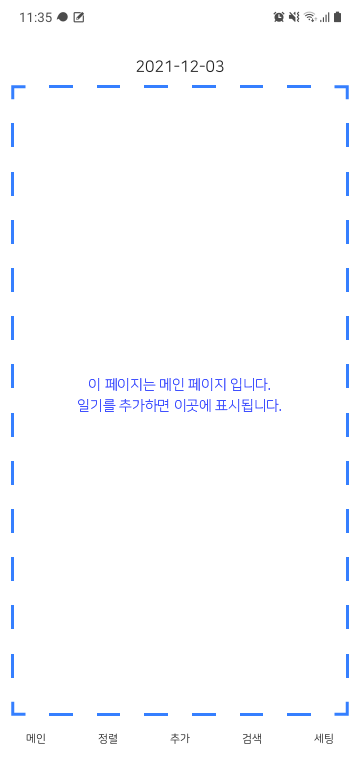 11:35
2021-12-03
이 페이지는 메인 페이지 입니다.
일기를 추가하면 이곳에 표시됩니다.
메인 정렬 추가 검색 세팅